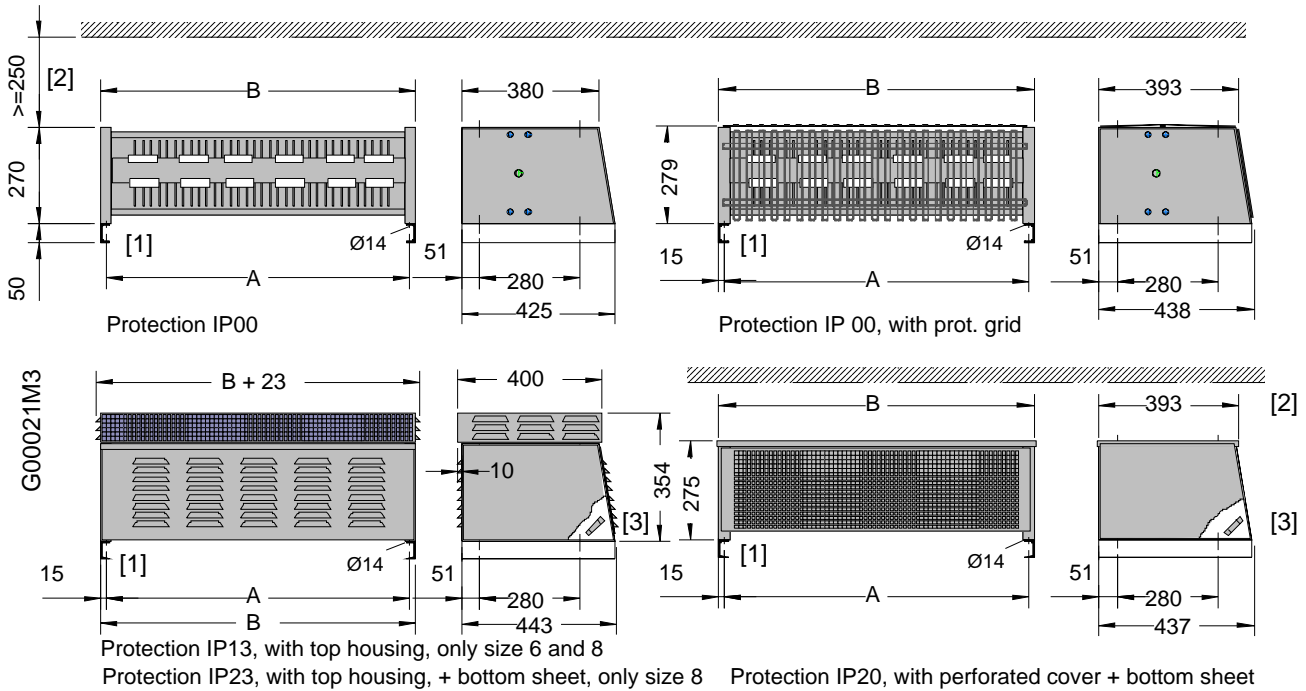 >=250
[2]
B
380
B
393
270
279
[1]
Ø14
51
15
[1]
Ø14
51
50
A
280
A
280
425
438
Protection IP00
Protection IP 00, with prot. grid
G00021M3
B + 23
400
B
393
[2]
10
354
275
[3]
[3]
[1]
Ø14
[1]
Ø14
15
51
15
51
A
280
A
280
B
443
437
Protection IP13, with top housing, only size 6 and 8
Protection IP23, with top housing, + bottom sheet, only size 8
Protection IP20, with perforated cover + bottom sheet